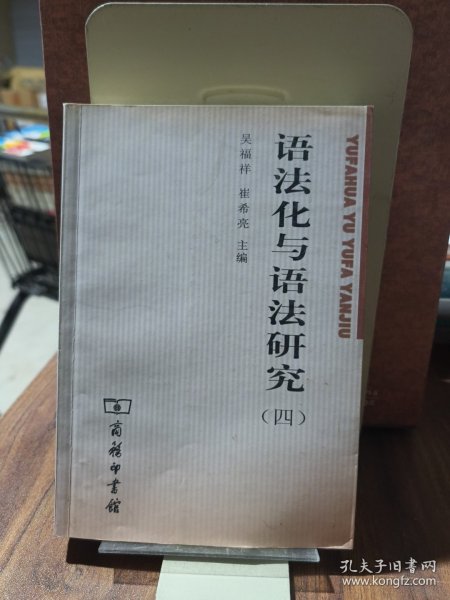 YUFAHUA YU YUFA YANJIU
语法化与语法研究
(四)
吴福祥 崔希亮 主编
商务印书馆
孔夫子旧书网
www.kongfz.com